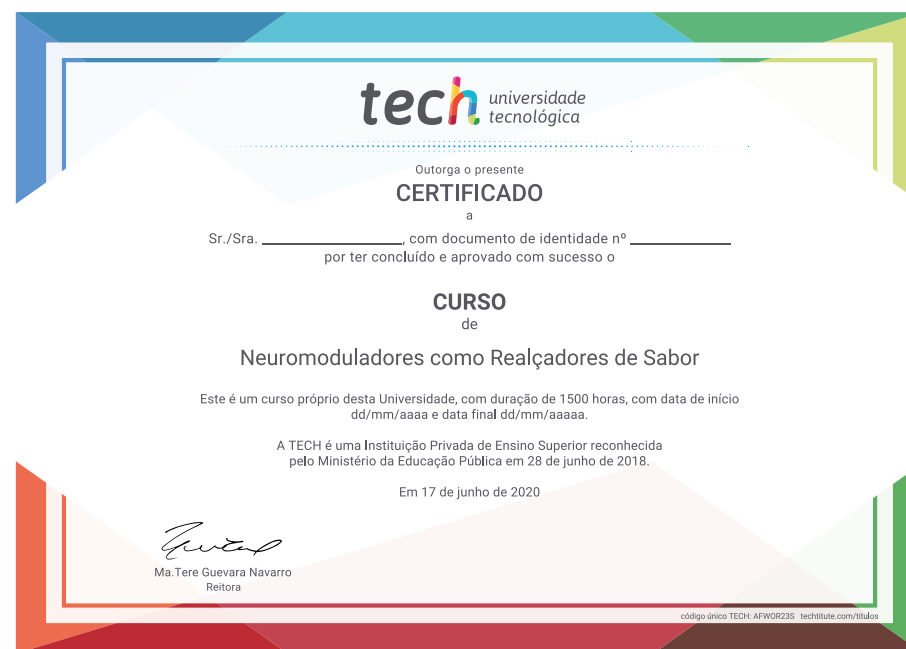 tech universidade
tecnológica
Outorga o presente
CERTIFICADO
a
Sr./Sra. ____________________, com documento de identidade nº ______________
por ter concluído e aprovado com sucesso o
CURSO
de
Neuromoduladores como Realçadores de Sabor
Este é um curso próprio desta Universidade, com duração de 1500 horas, com data de início
dd/mm/aaaa e data final dd/mm/aaaaa.
A TECH é uma Instituição Privada de Ensino Superior reconhecida
pelo Ministério da Educação Pública em 28 de junho de 2018.
Em 17 de junho de 2020
Ma.Tere Guevara Navarro
Reitora
código único TECH: AFWOR23S techtitute.com/titulos